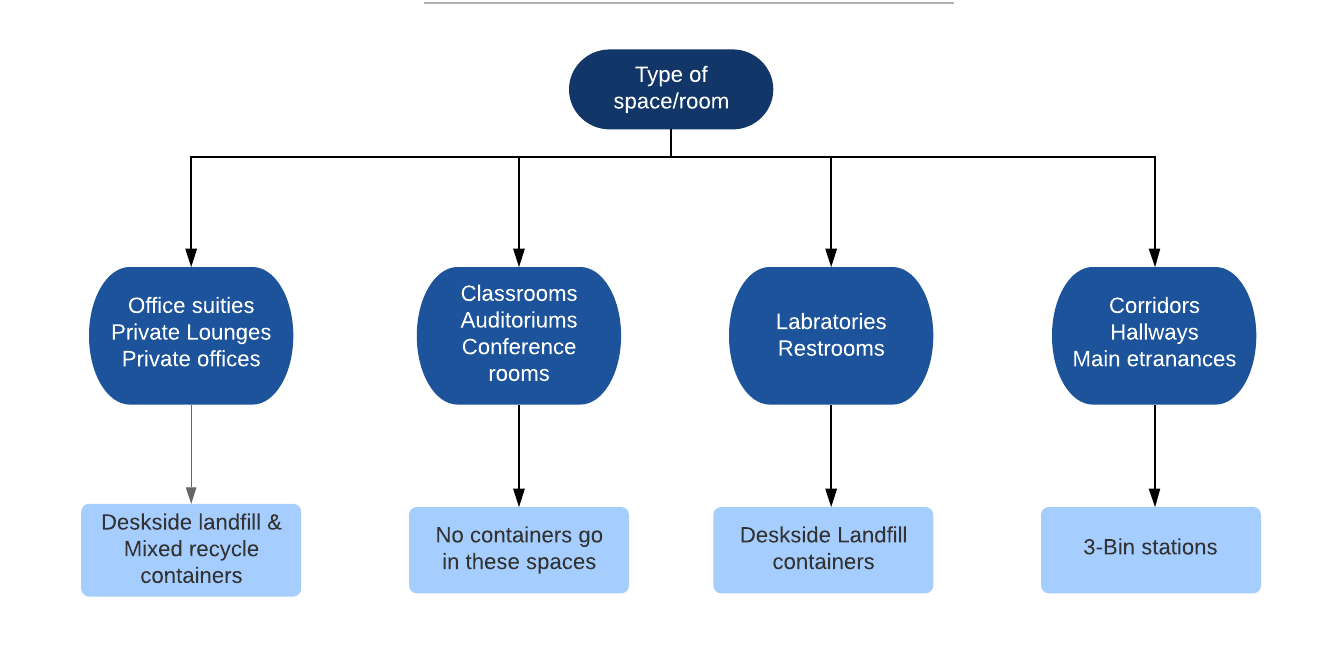 Type of
space/room
Office suities
Private Lounges
Private offices
Classrooms
Auditoriums
Conference
rooms
Labratories
Restrooms
Corridors
Hallways
Main etranances
Deskside landfill &
Mixed recycle
containers
No containers go
in these spaces
Deskside Landfill
containers
3-Bin stations